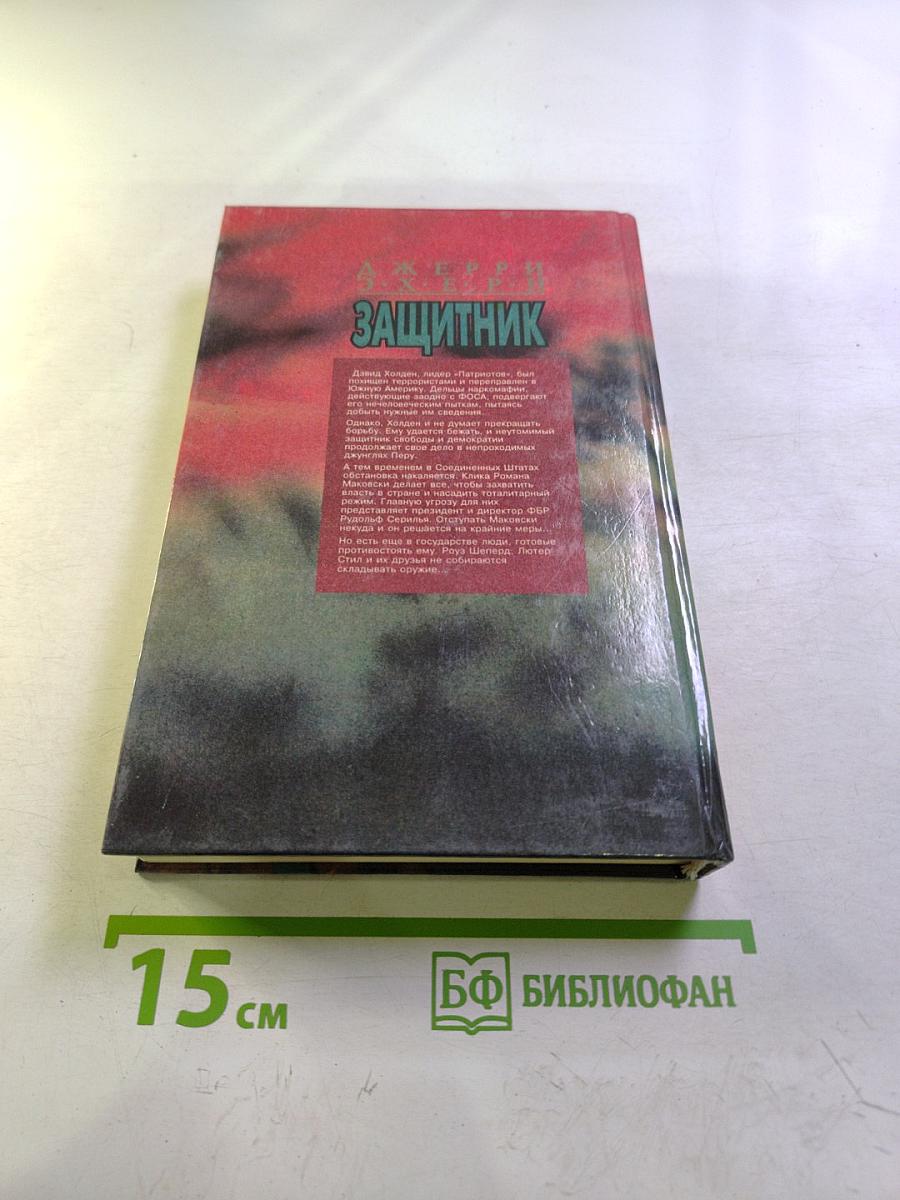 ДЖЕРРИ
Э·Х·Е·Р·Н
ЗАЩИТНИК
Дэвид Холден, лидер «Патриотов», был
похищен террористами и переправлен в
Южную Америку. Дельцы наркомафии,
действующие заодно с ФОСА, подвергают
его нечеловеческим пыткам, пытаясь
добыть нужные им сведения...
Однако, Холден и не думает прекращать
борьбу. Ему удается бежать, и неутомимый
защитник свободы и демократии
продолжает свое дело в непроходимых
джунглях Перу.
А тем временем в Соединенных Штатах
обстановка накаляется. Клика Романа
Маковски делает все, чтобы захватить
власть в стране и насадить тоталитарный
режим. Главную угрозу для них
представляет президент и директор ФБР
Рудольф Серилья. Отступать Маковски
некуда и он решается на крайние меры...
Но есть еще в государстве люди, готовые
противостоять ему. Роуз Шеперд, Лютер
Стил и их друзья не собираются
складывать оружие...
15 см
БФ БИБЛИОФАН